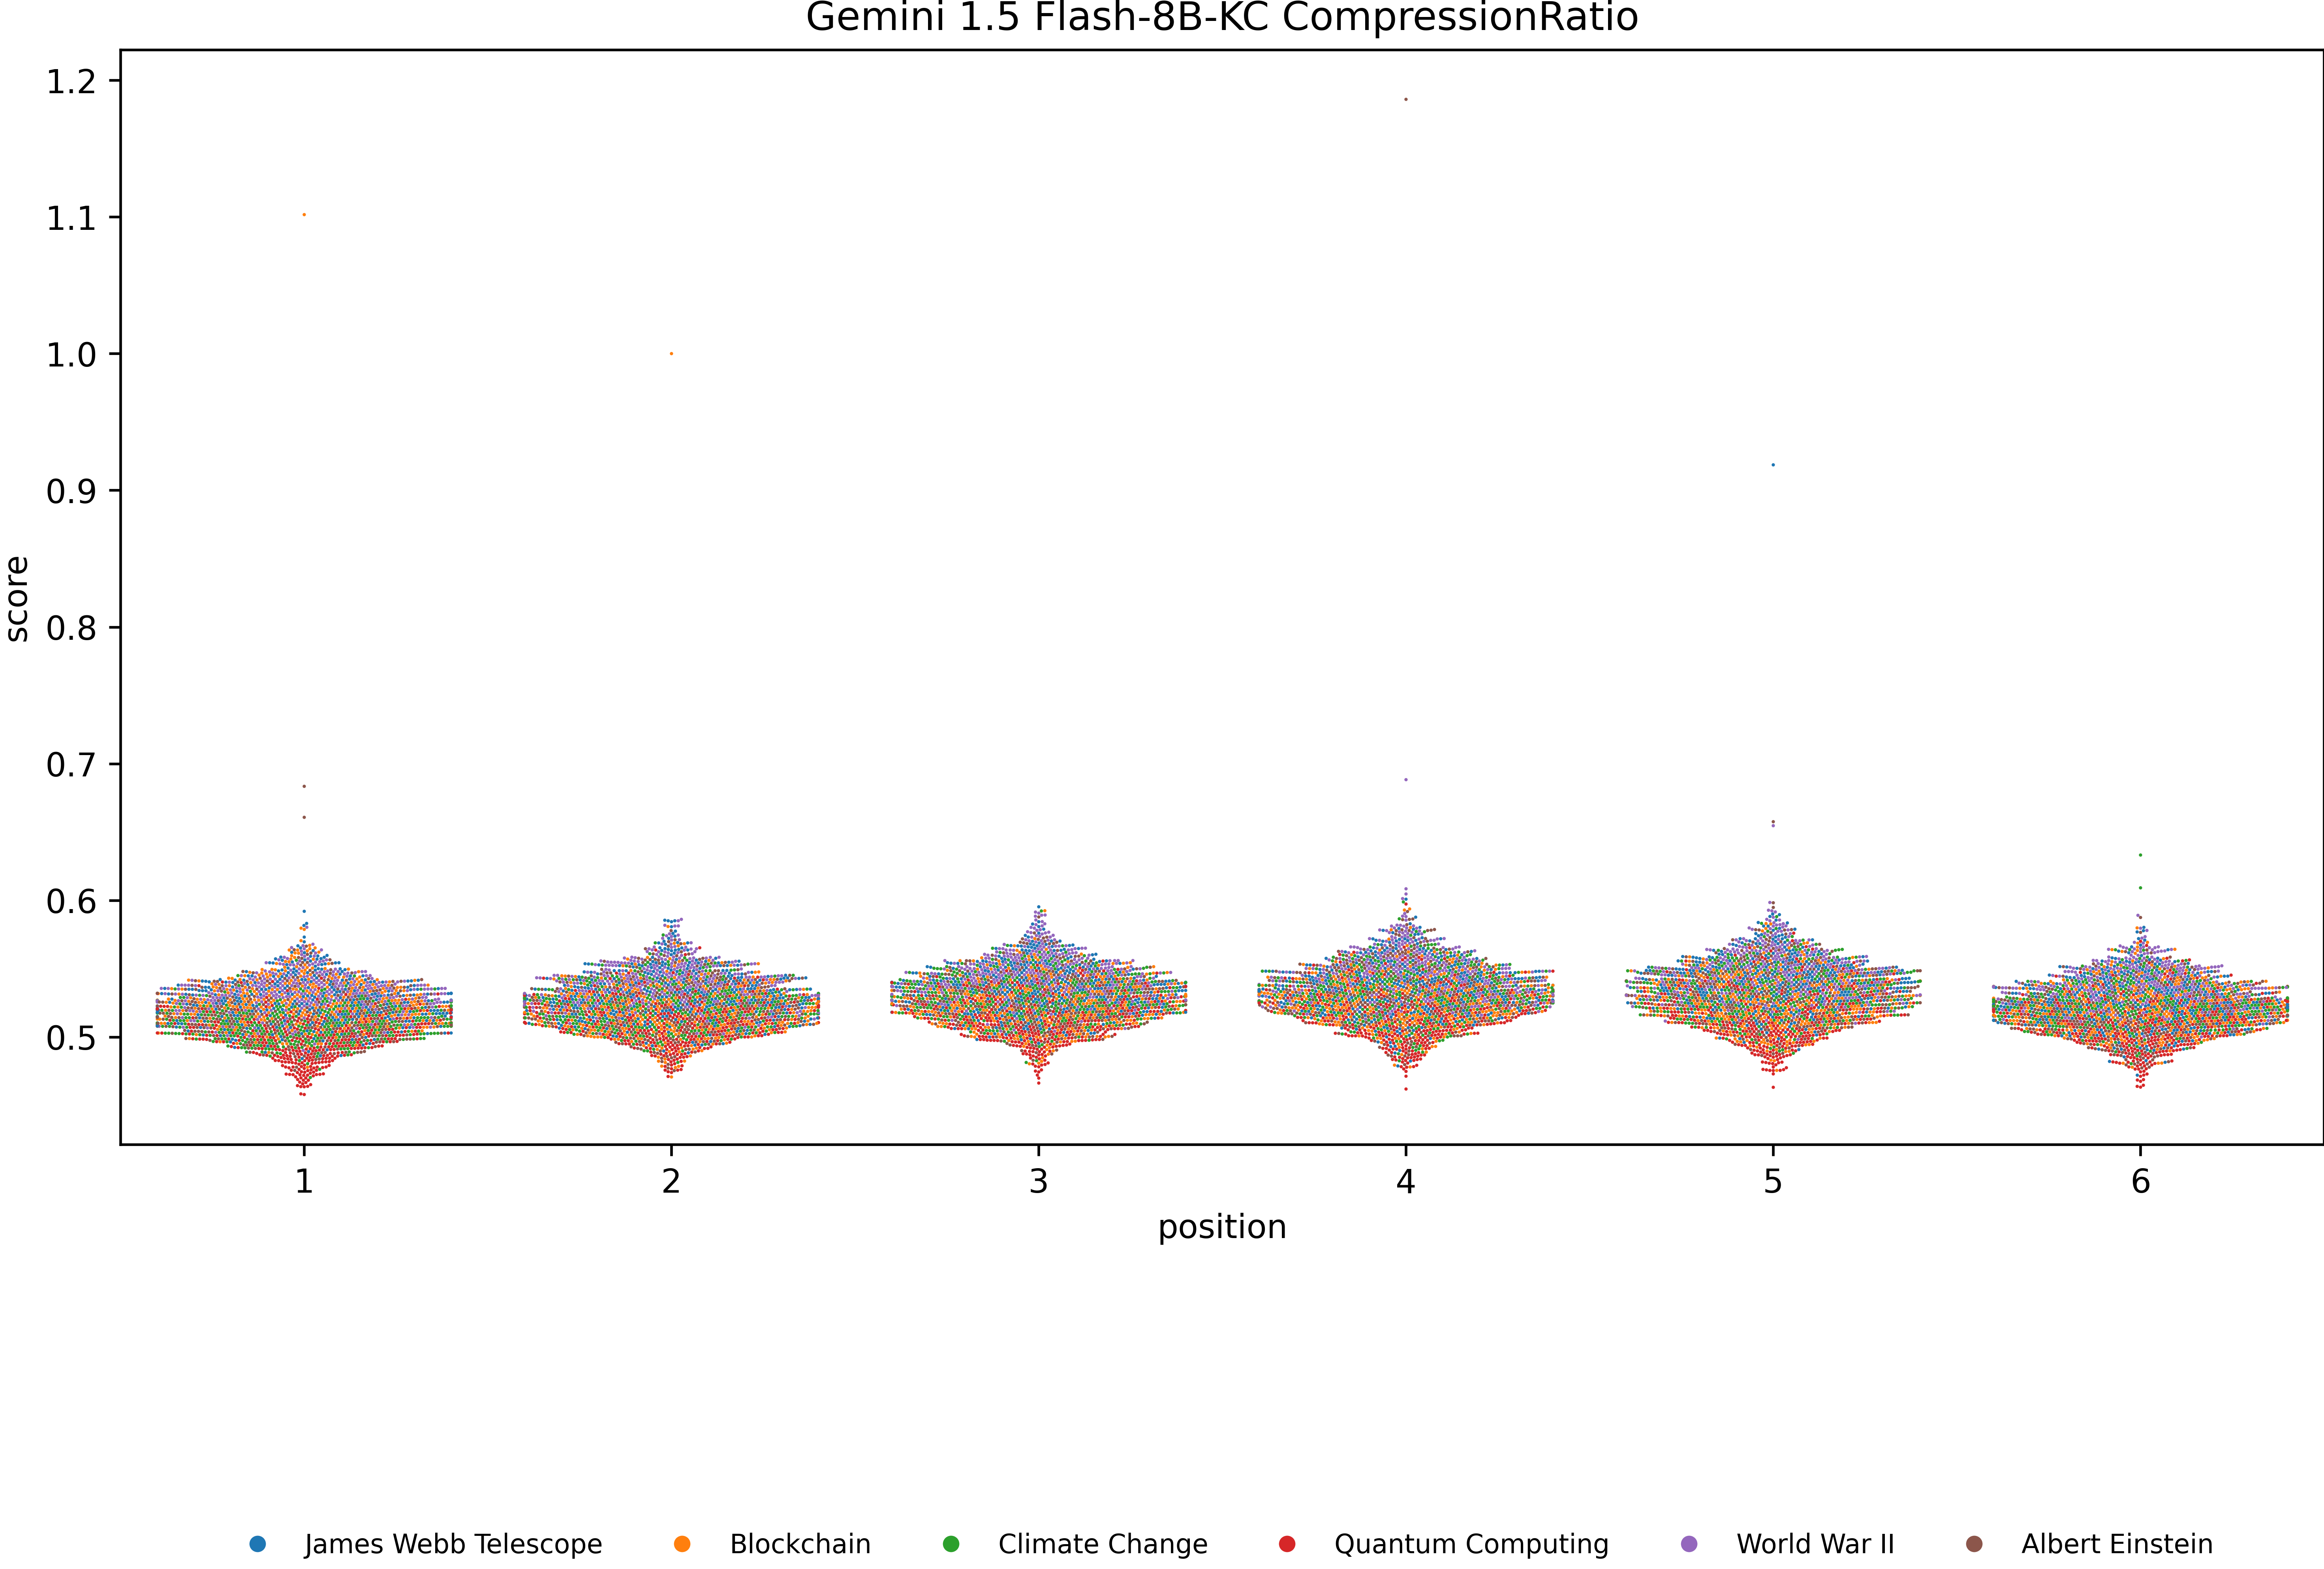 Gemini 1.5 Flash-8B-KC CompressionRatio
1.2
1.1
1.0
0.9
0.8
0.7
0.6
0.5
score
1 2 3 4 5 6
position
James Webb Telescope Blockchain Climate Change Quantum Computing World War II Albert Einstein